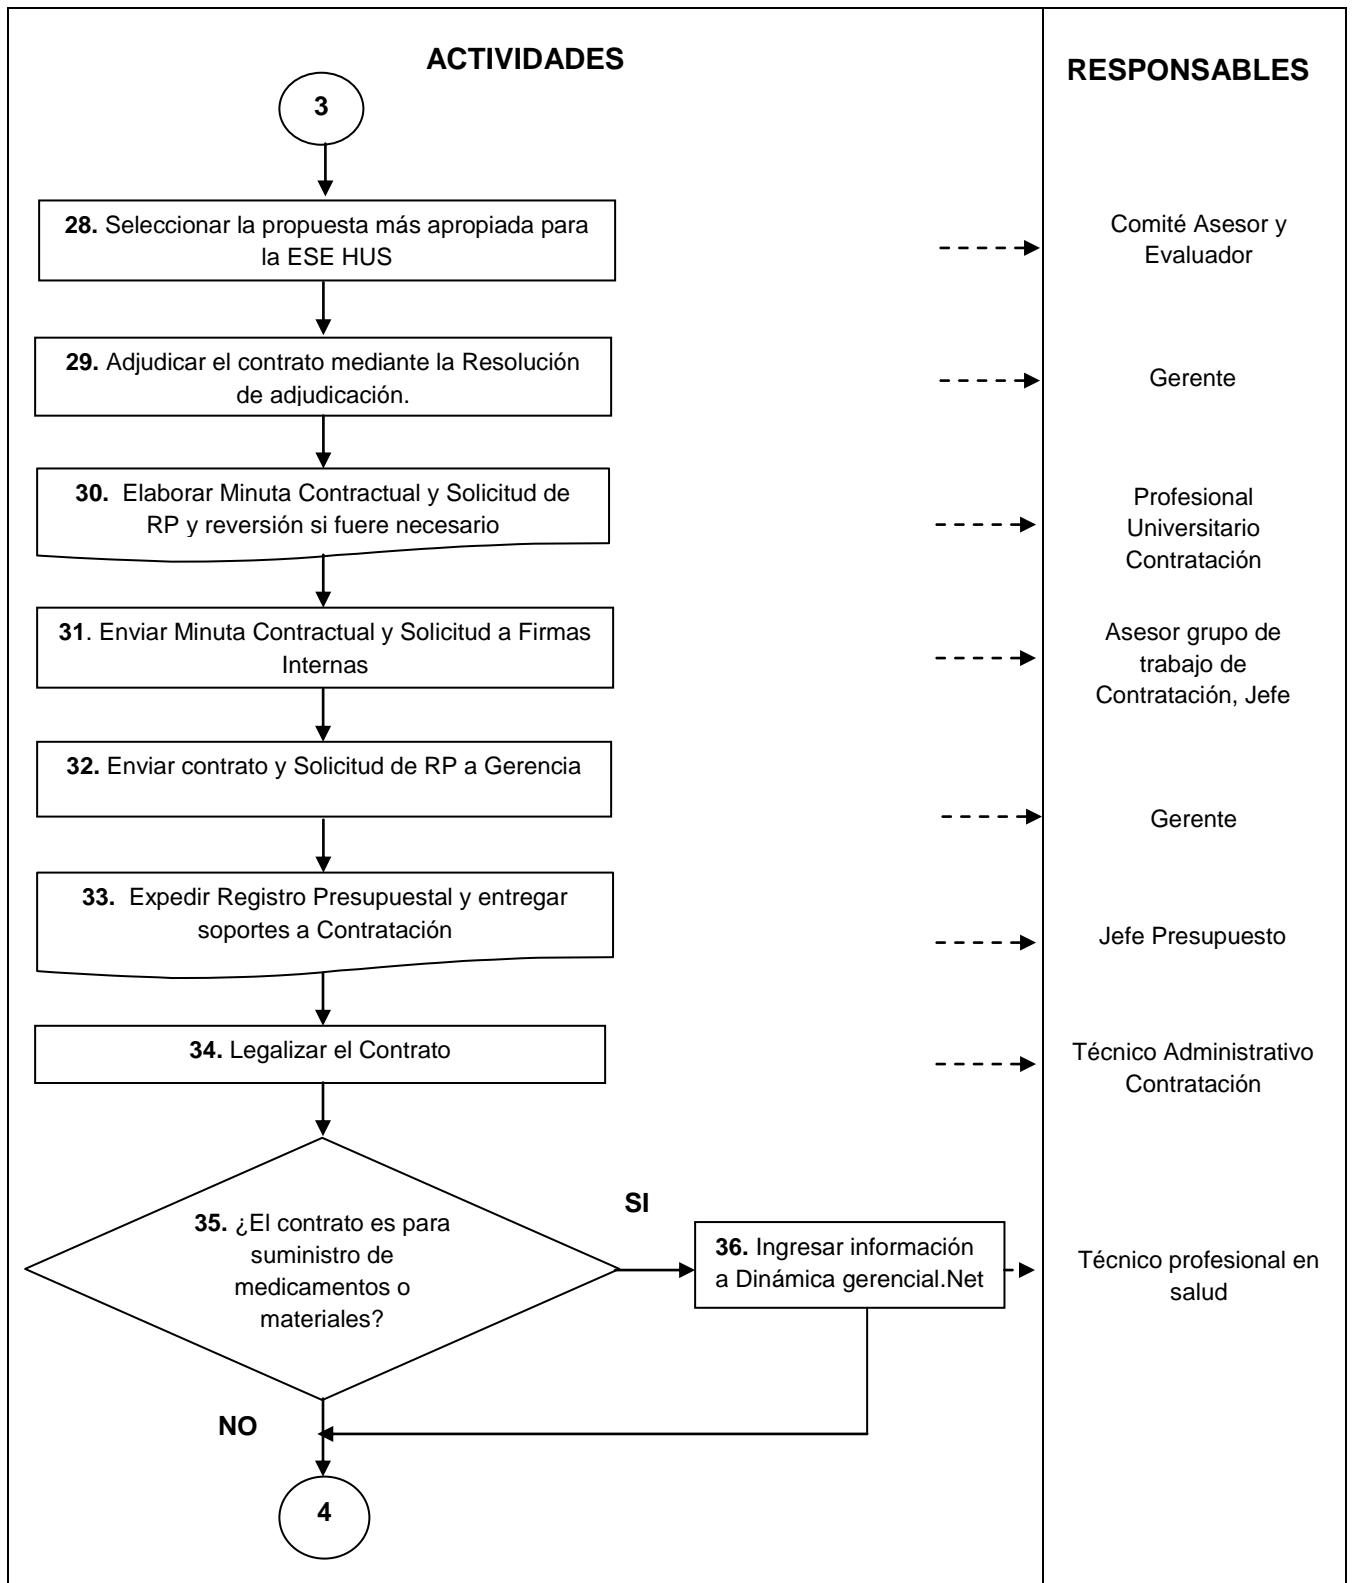 ACTIVIDADES
RESPONSABLES
3
28. Seleccionar la propuesta más apropiada para
la ESE HUS
Comité Asesor y
Evaluador
29. Adjudicar el contrato mediante la Resolución
de adjudicación.
Gerente
30. Elaborar Minuta Contractual y Solicitud de
RP y reversión si fuere necesario
Profesional
Universitario
Contratación
31. Enviar Minuta Contractual y Solicitud a Firmas
Internas
Asesor grupo de
trabajo de
Contratación, Jefe
32. Enviar contrato y Solicitud de RP a Gerencia
Gerente
33. Expedir Registro Presupuestal y entregar
soportes a Contratación
Jefe Presupuesto
34. Legalizar el Contrato
Técnico Administrativo
Contratación
35. ¿El contrato es para
suministro de
medicamentos o
materiales?
SI
36. Ingresar información
a Dinámica gerencial.Net
Técnico profesional en
salud
NO
4